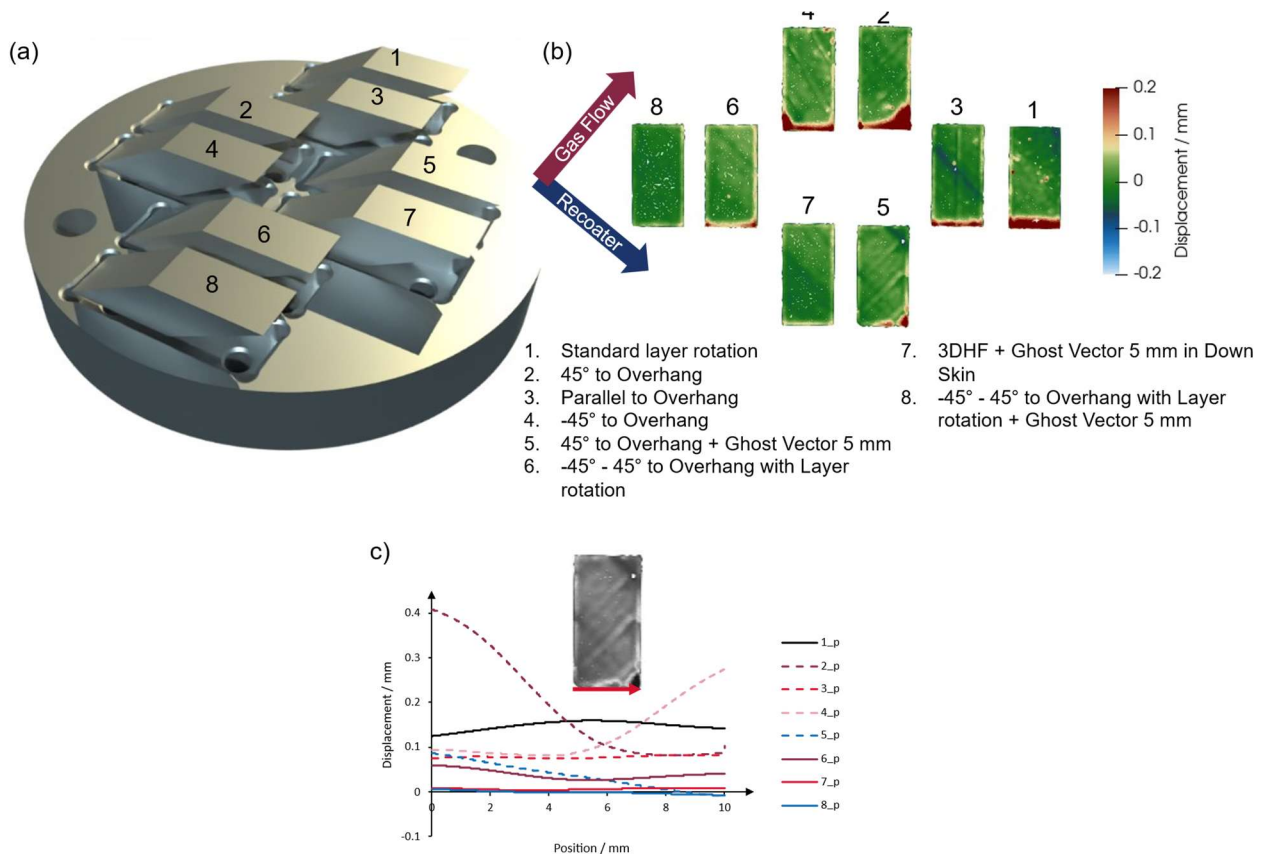 (a)
1
2
3
4
5
6
7
8
(b)
Gas Flow
Recoater
4
2
8
6
3
1
7
5
0.2
0.1
0
-0.1
-0.2
Displacement / mm
1. Standard layer rotation
2. 45° to Overhang
3. Parallel to Overhang
4. -45° to Overhang
5. 45° to Overhang + Ghost Vector 5 mm
6. -45° - 45° to Overhang with Layer
rotation
7. 3DHF + Ghost Vector 5 mm in Down
Skin
8. -45° - 45° to Overhang with Layer
rotation + Ghost Vector 5 mm
c)
Displacement / mm
0.4
0.3
0.2
0.1
0
-0.1
0
2
4
6
8
10
Position / mm
1_p
2_p
3_p
4_p
5_p
6_p
7_p
8_p